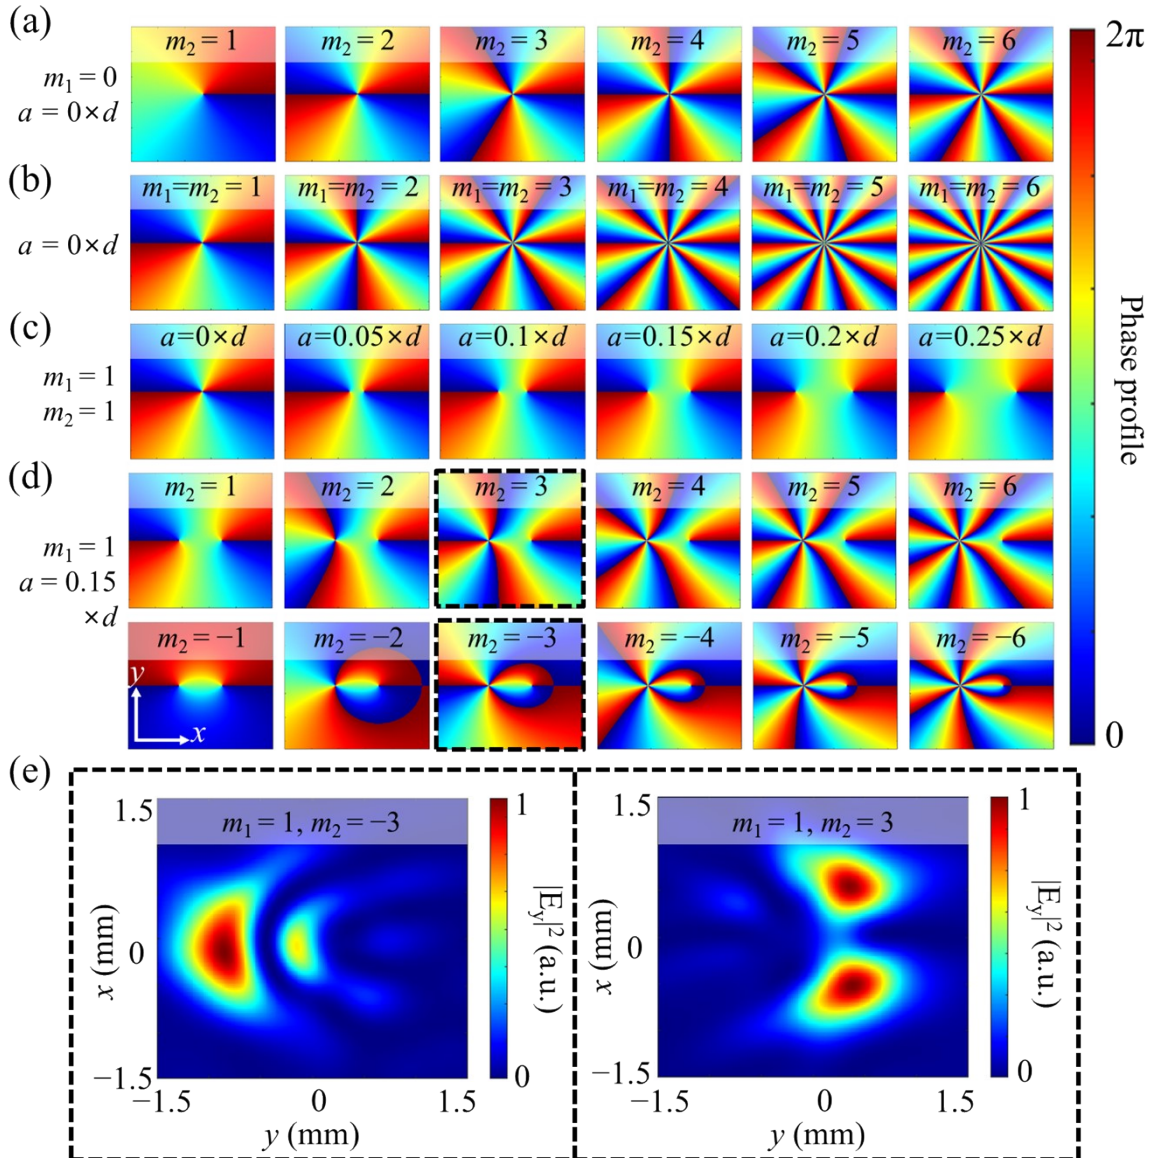 (a)
m₁ = 0
a = 0×d
m₂ = 1
m₂ = 2
m₂ = 3
m₂ = 4
m₂ = 5
m₂ = 6
2π
(b)
a = 0×d
m₁=m₂ = 1
m₁=m₂ = 2
m₁=m₂ = 3
m₁=m₂ = 4
m₁=m₂ = 5
m₁=m₂ = 6
(c)
m₁ = 1
m₂ = 1
a=0×d
a=0.05×d
a=0.1×d
a=0.15×d
a=0.2×d
a=0.25×d
Phase profile
(d)
m₁ = 1
a = 0.15
×d
m₂ = 1
m₂ = 2
m₂ = 3
m₂ = 4
m₂ = 5
m₂ = 6
m₂ = −1
m₂ = −2
m₂ = −3
m₂ = −4
m₂ = −5
m₂ = −6
y
x
0
(e)
m₁ = 1, m₂ = −3
1.5
0
−1.5
x (mm)
−1.5
0
1.5
y (mm)
1
0
|Ey|² (a.u.)
m₁ = 1, m₂ = 3
1.5
0
−1.5
x (mm)
−1.5
0
1.5
y (mm)
1
0
|Ey|² (a.u.)